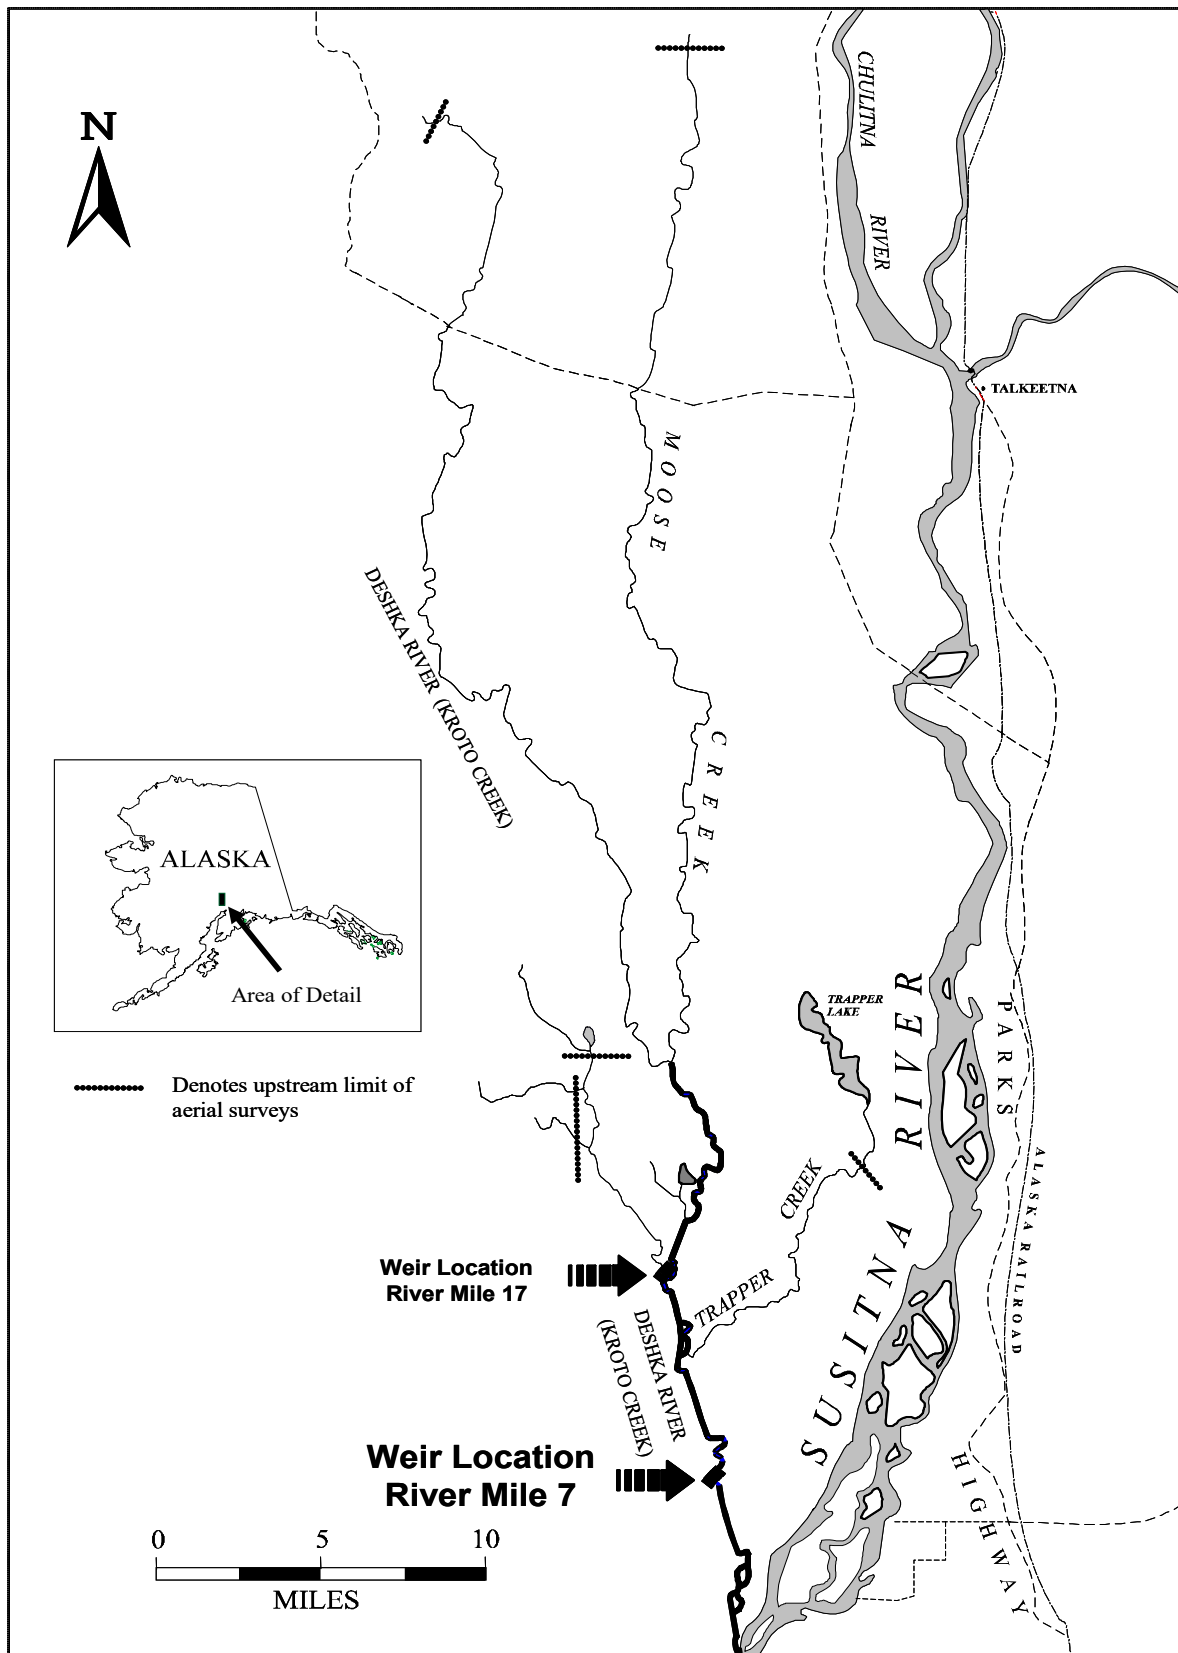 N
CHULITNA
RIVER
TALKEETNA
MOOSE
CREEK
DESHKA RIVER (KROTO CREEK)
ALASKA
Area of Detail
Denotes upstream limit of
aerial surveys
TRAPPER
LAKE
SUSITNA RIVER
PARKS
HIGHWAY
ALASKA RAILROAD
TRAPPER CREEK
Weir Location
River Mile 17
DESHKA RIVER
(KROTO CREEK)
Weir Location
River Mile 7
0 5 10
MILES